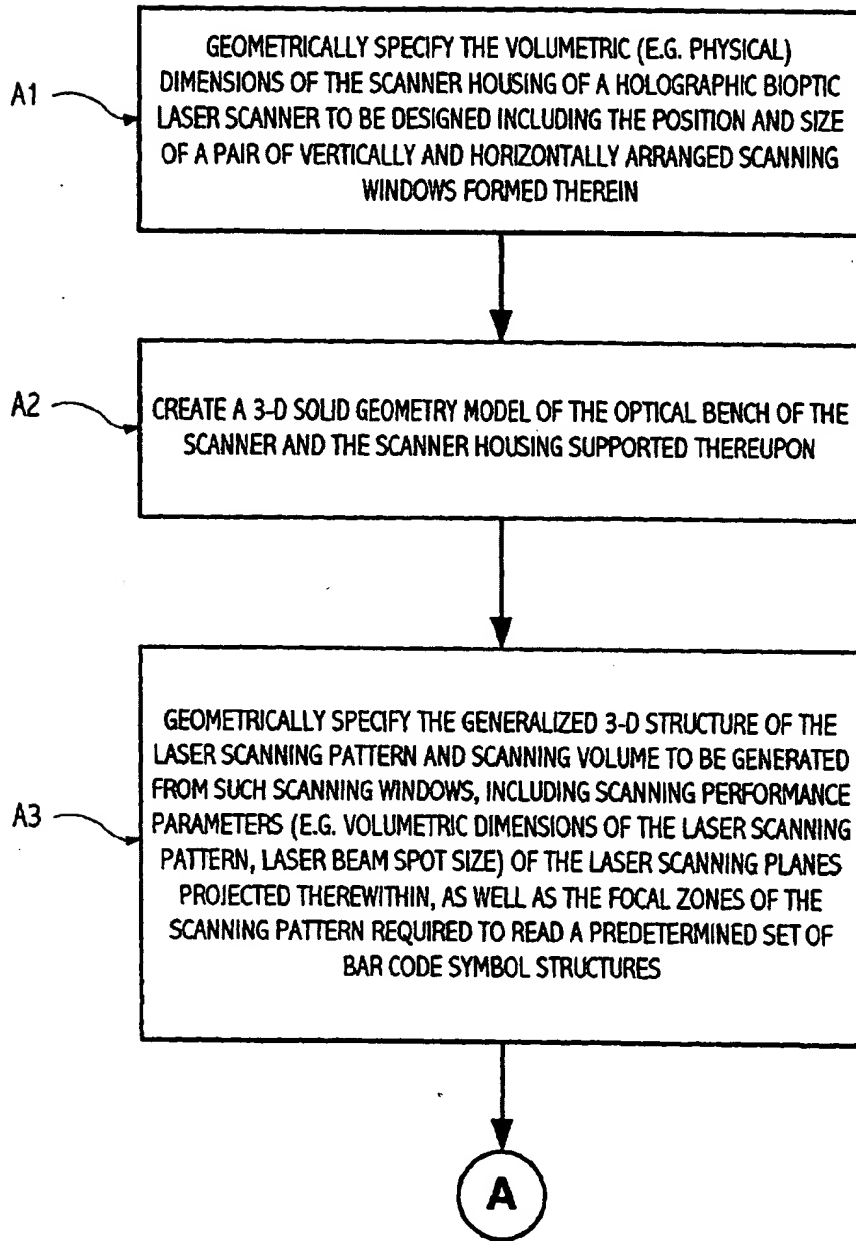 A1
GEOMETRICALLY SPECIFY THE VOLUMETRIC (E.G. PHYSICAL)
DIMENSIONS OF THE SCANNER HOUSING OF A HOLOGRAPHIC BIOPTIC
LASER SCANNER TO BE DESIGNED INCLUDING THE POSITION AND SIZE
OF A PAIR OF VERTICALLY AND HORIZONTALLY ARRANGED SCANNING
WINDOWS FORMED THEREIN
A2
CREATE A 3-D SOLID GEOMETRY MODEL OF THE OPTICAL BENCH OF THE
SCANNER AND THE SCANNER HOUSING SUPPORTED THEREUPON
A3
GEOMETRICALLY SPECIFY THE GENERALIZED 3-D STRUCTURE OF THE
LASER SCANNING PATTERN AND SCANNING VOLUME TO BE GENERATED
FROM SUCH SCANNING WINDOWS, INCLUDING SCANNING PERFORMANCE
PARAMETERS (E.G. VOLUMETRIC DIMENSIONS OF THE LASER SCANNING
PATTERN, LASER BEAM SPOT SIZE) OF THE LASER SCANNING PLANES
PROJECTED THEREWITHIN, AS WELL AS THE FOCAL ZONES OF THE
SCANNING PATTERN REQUIRED TO READ A PREDETERMINED SET OF
BAR CODE SYMBOL STRUCTURES
A